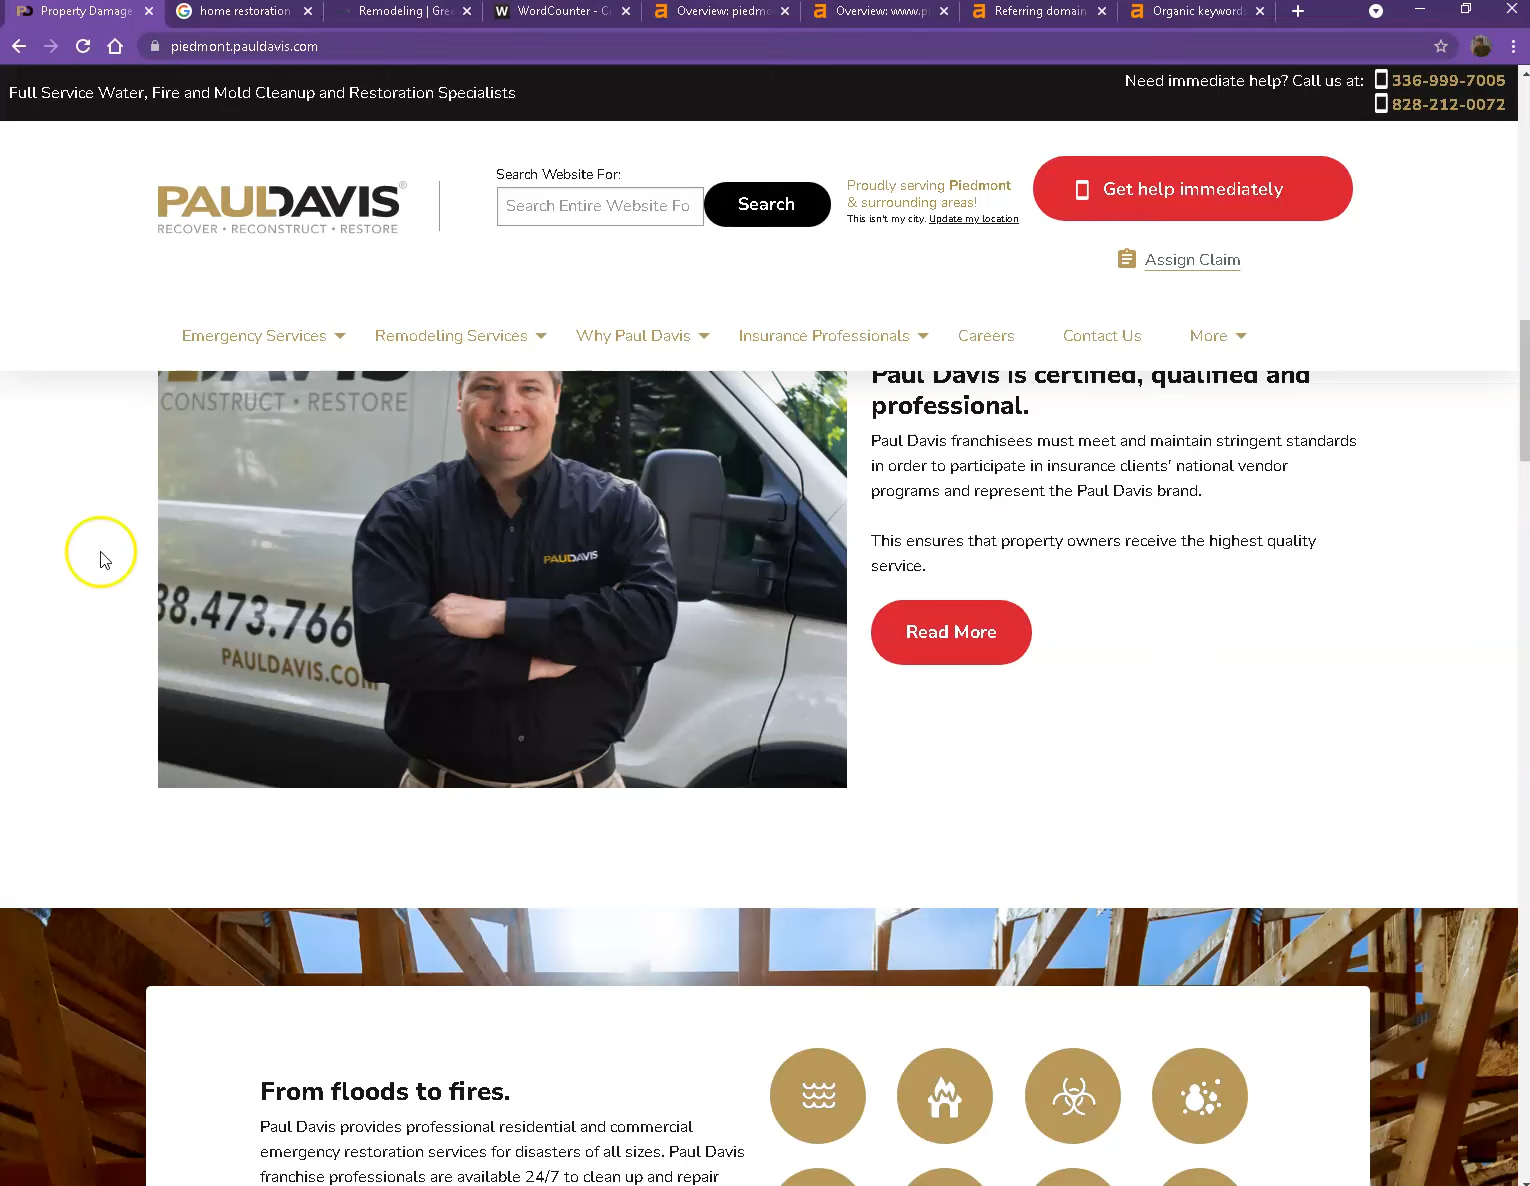 Property Damage
home restoration
Remodeling | Gre
WordCounter - C
Overview: piedmo
Overview: www.p
Referring domain
Organic keyword
piedmont.pauldavis.com
Full Service Water, Fire and Mold Cleanup and Restoration Specialists
Need immediate help? Call us at:
336-999-7005
828-212-0072
PAULDAVIS®
RECOVER • RECONSTRUCT • RESTORE
Search Website For:
Search Entire Website Fo
Search
Proudly serving Piedmont
& surrounding areas!
This isn't my city. Update my location
Get help immediately
Assign Claim
Emergency Services
Remodeling Services
Why Paul Davis
Insurance Professionals
Careers
Contact Us
More
CONSTRUCT • RESTORE
PAULDAVIS
38.473.766
PAULDAVIS.COM
Paul Davis is certified, qualified and
professional.
Paul Davis franchisees must meet and maintain stringent standards
in order to participate in insurance clients' national vendor
programs and represent the Paul Davis brand.
This ensures that property owners receive the highest quality
service.
Read More
From floods to fires.
Paul Davis provides professional residential and commercial
emergency restoration services for disasters of all sizes. Paul Davis
franchise professionals are available 24/7 to clean up and repair